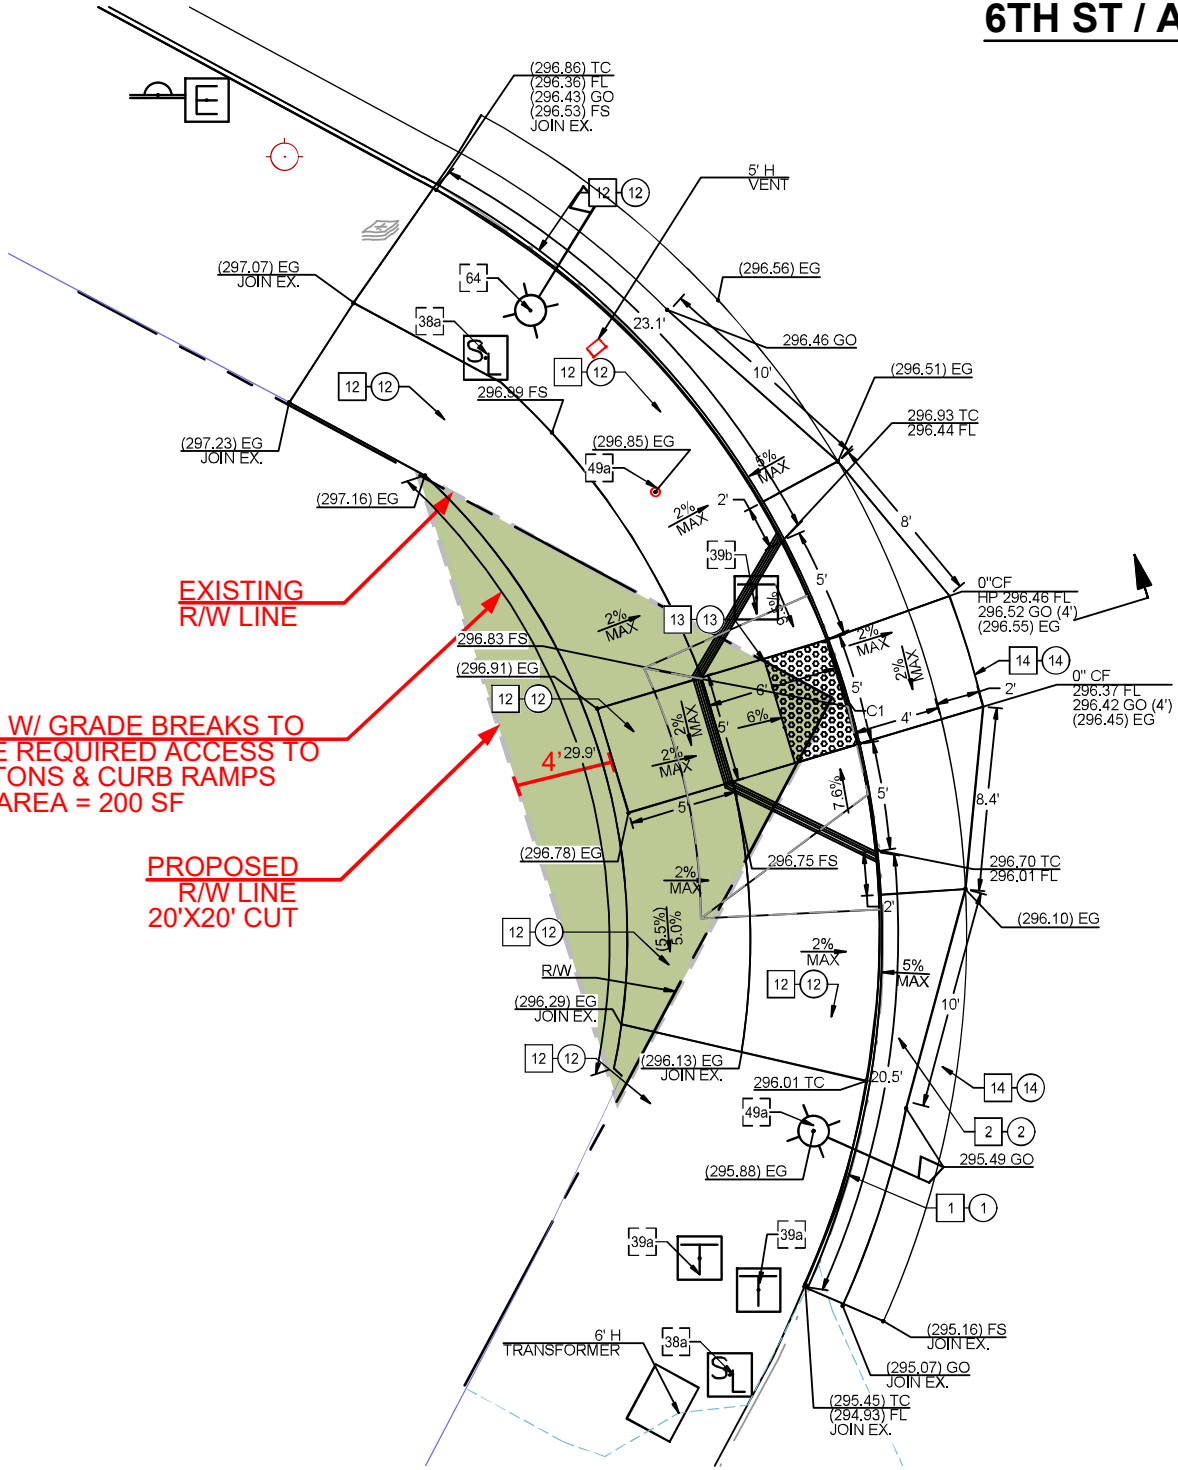 6TH ST / A
(296.86) TC
(296.36) FL
(296.43) GO
(296.53) FS
JOIN EX.
E
5' H
VENT
12 12
(297.07) EG
JOIN EX.
64
(296.56) EG
38a
23.1'
296.46 GO
SL
10'
12 12
12 12
(296.51) EG
296.99 FS
296.93 TC
296.44 FL
(297.23) EG
JOIN EX.
(296.85) EG
49a
5%
MAX
(297.16) EG
2%
MAX
2'
8'
39b
T
EXISTING
R/W LINE
5'
0"CF
HP 296.46 FL
296.52 GO (4')
(296.55) EG
2%
MAX
13 13
2%
MAX
296.83 FS
14 14
(296.91) EG
2%
MAX
0" CF
296.37 FL
296.42 GO (4')
(296.45) EG
12 12
6'
5'
2'
C1
4'
W/ GRADE BREAKS TO
E REQUIRED ACCESS TO
TONS & CURB RAMPS
AREA = 200 SF
2%
MAX
5'
6%
4'
29.9'
2%
MAX
7.6%
5'
5'
8.4'
(296.78) EG
296.75 FS
296.70 TC
296.01 FL
PROPOSED
R/W LINE
20'X20' CUT
2%
MAX
2'
(296.10) EG
12 12
(5.5%)
5.0%
2%
MAX
R/W
5%
MAX
12 12
(296.29) EG
JOIN EX.
10'
12 12
(296.13) EG
JOIN EX.
296.01 TC
20.5'
14 14
49a
2 2
295.49 GO
(295.88) EG
1 1
39a
T
39a
T
6' H
TRANSFORMER
38a
SL
(295.16) FS
JOIN EX.
(295.07) GO
JOIN EX.
(295.45) TC
(294.93) FL
JOIN EX.